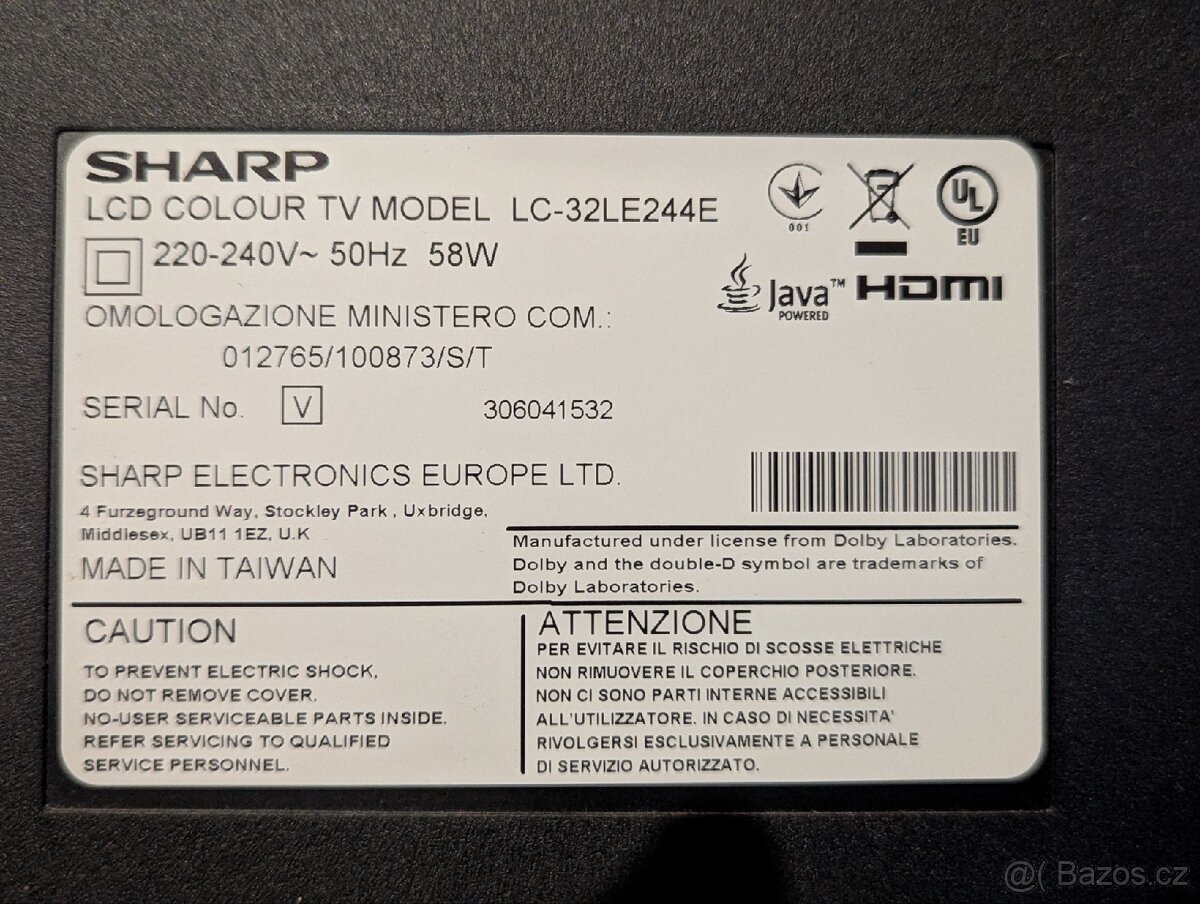 SHARP
LCD COLOUR TV MODEL LC-32LE244E
001
UL
EU
220-240V~ 50Hz 58W
Java™
POWERED
HDMI
OMOLOGAZIONE MINISTERO COM.:
012765/100873/S/T
SERIAL No. V 306041532
SHARP ELECTRONICS EUROPE LTD.
4 Furzeground Way, Stockley Park , Uxbridge,
Middlesex, UB11 1EZ, U.K
MADE IN TAIWAN
Manufactured under license from Dolby Laboratories.
Dolby and the double-D symbol are trademarks of
Dolby Laboratories.
CAUTION
TO PREVENT ELECTRIC SHOCK,
DO NOT REMOVE COVER.
NO-USER SERVICEABLE PARTS INSIDE.
REFER SERVICING TO QUALIFIED
SERVICE PERSONNEL.
ATTENZIONE
PER EVITARE IL RISCHIO DI SCOSSE ELETTRICHE
NON RIMUOVERE IL COPERCHIO POSTERIORE.
NON CI SONO PARTI INTERNE ACCESSIBILI
ALL'UTILIZZATORE. IN CASO DI NECESSITA'
RIVOLGERSI ESCLUSIVAMENTE A PERSONALE
DI SERVIZIO AUTORIZZATO.
@( Bazos.cz